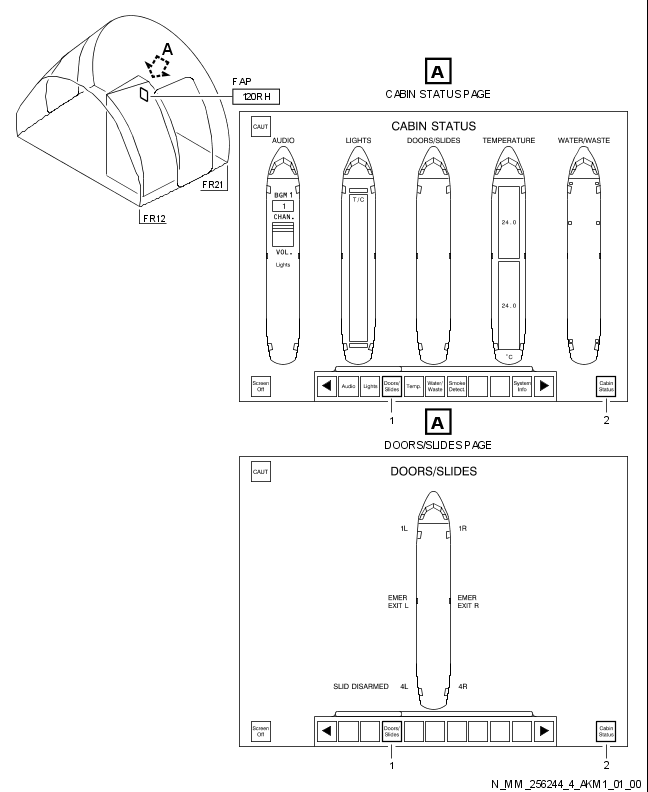 A
FAP
120RH
FR21
FR12
A
CABIN STATUS PAGE
CAUT
CABIN STATUS
AUDIO
LIGHTS
DOORS/SLIDES
TEMPERATURE
WATER/WASTE
BGM 1
1
CHAN.
VOL.
Lights
T/C
24.0
24.0
°C
Screen
Off
Audio
Lights
Doors/
Slides
Temp.
Water/
Waste
Smoke
Detect.
System
Info
Cabin
Status
1
2
A
DOORS/SLIDES PAGE
CAUT
DOORS/SLIDES
1L
1R
EMER
EXIT L
EMER
EXIT R
SLID DISARMED
4L
4R
Screen
Off
Doors/
Slides
Cabin
Status
1
2
N_MM_256244_4_AKM1_01_00